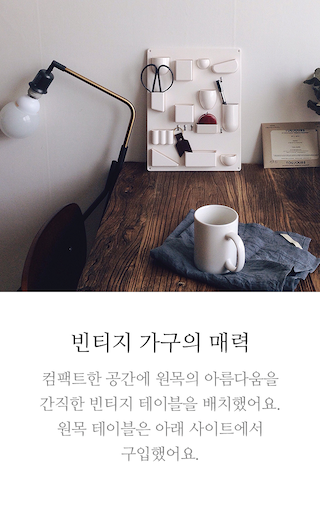 빈티지 가구의 매력
컴팩트한 공간에 원목의 아름다움을
간직한 빈티지 테이블을 배치했어요.
원목 테이블은 아래 사이트에서
구입했어요.